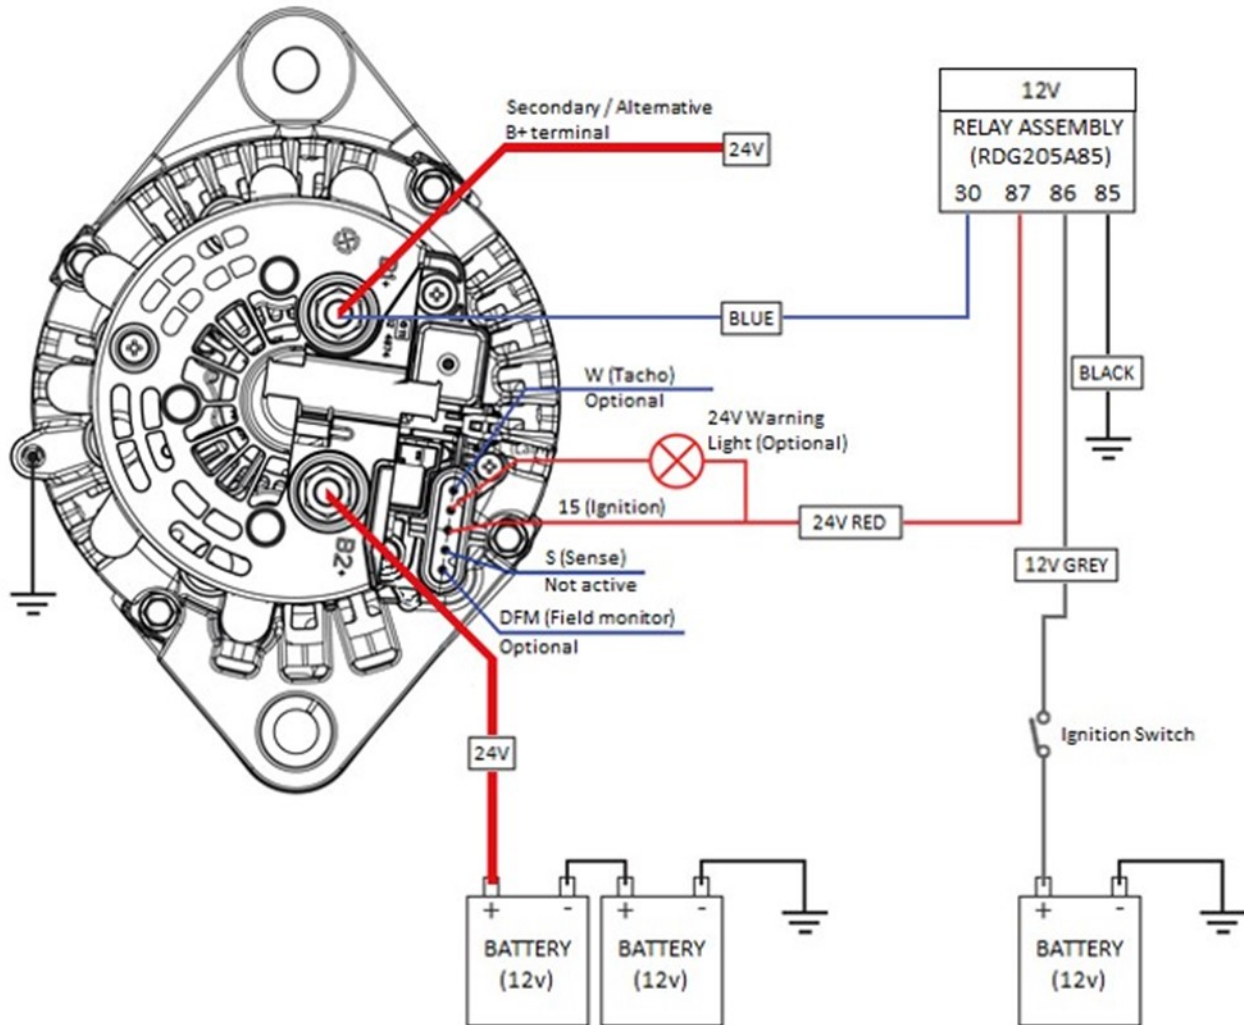 Secondary / Alternative
B+ terminal
24V
12V
RELAY ASSEMBLY
(RDG205A85)
30 87 86 85
B1+
BLUE
BLACK
W (Tacho)
Optional
24V Warning
Light (Optional)
15 (Ignition)
24V RED
S (Sense)
Not active
B2+
12V GREY
DFM (Field monitor)
Optional
24V
Ignition Switch
+ - + - + -
BATTERY
(12v)
BATTERY
(12v)
BATTERY
(12v)